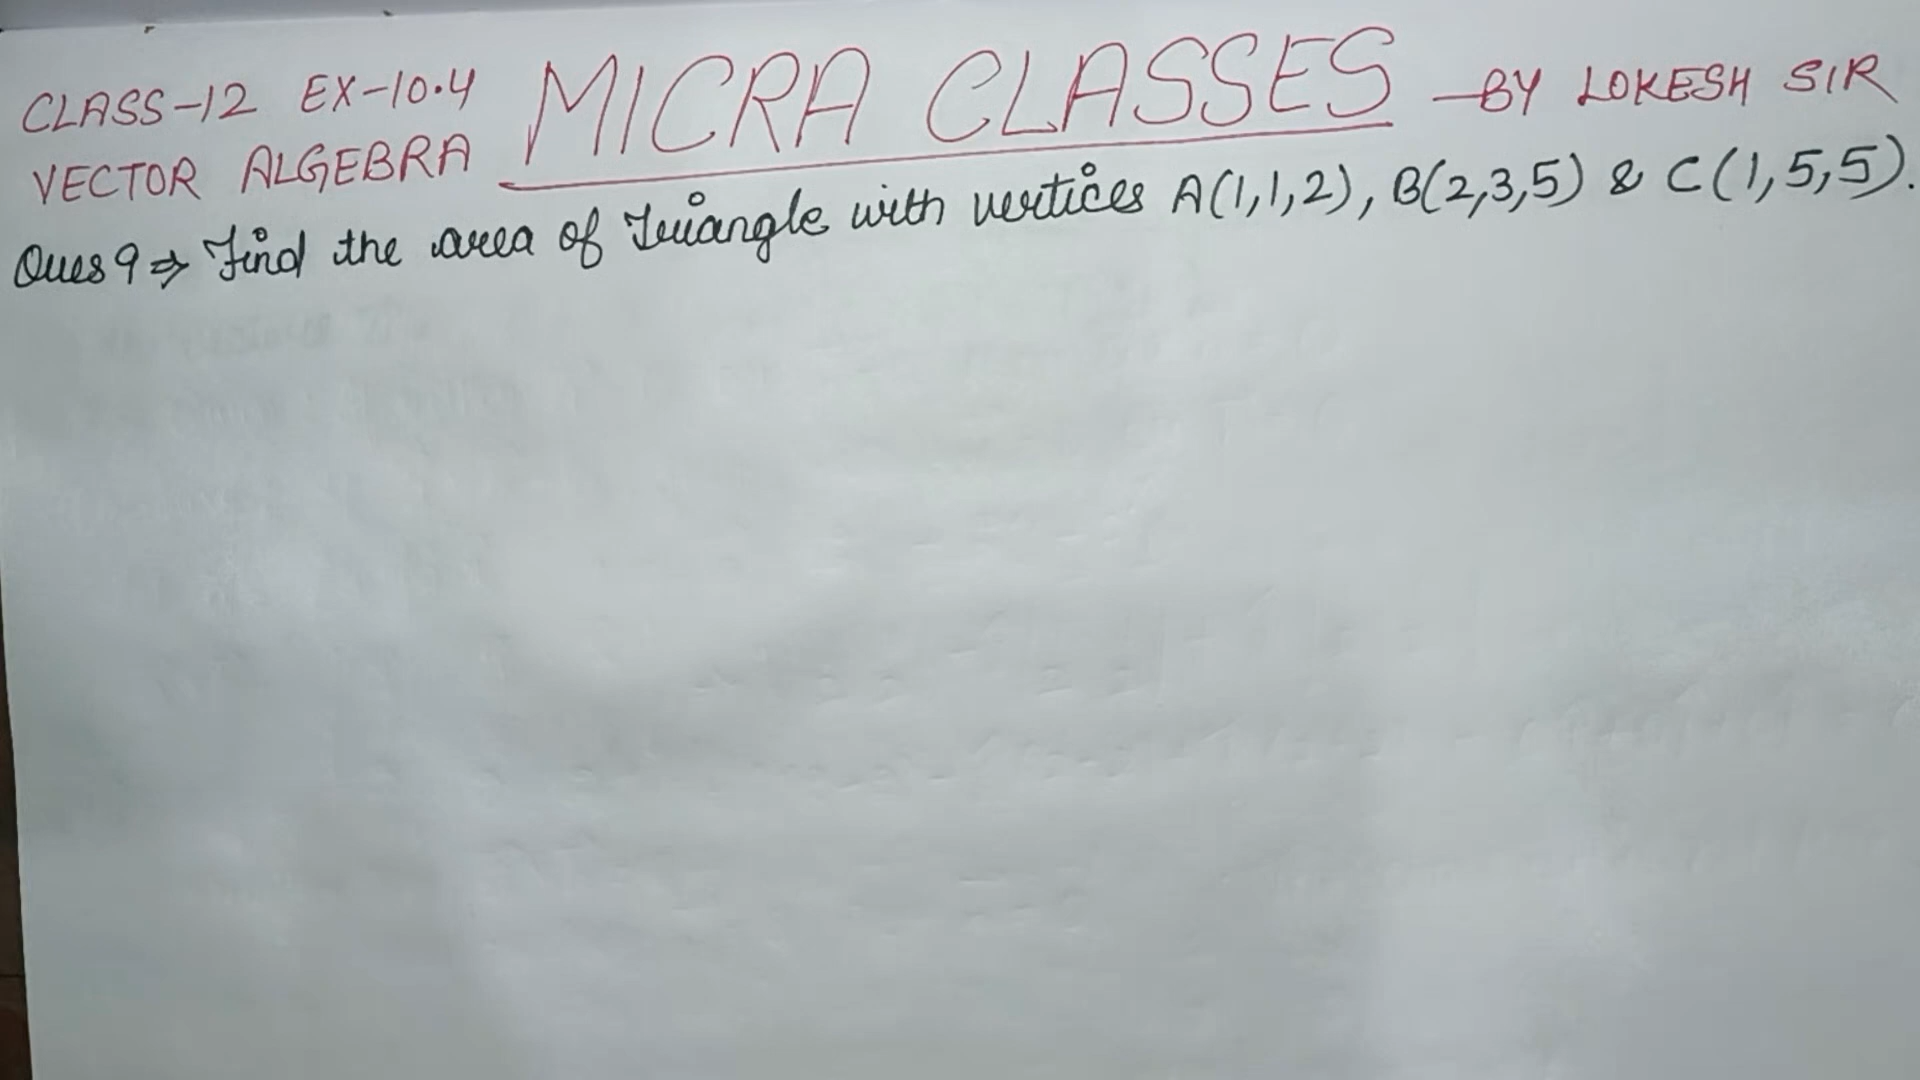 CLASS-12 EX-10.4 MICRA CLASSES -BY LOKESH SIR
VECTOR ALGEBRA
Ques 9⇒ Find the area of Triangle with vertices A(1,1,2), B(2,3,5) & C(1,5,5).